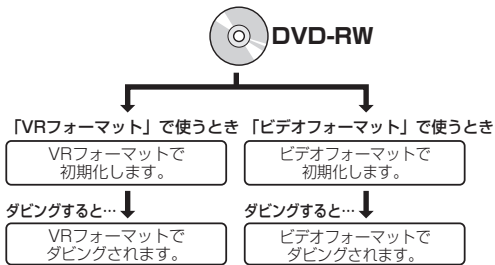 DVD-RW
「VRフォーマット」で使うとき
VRフォーマットで
初期化します。
ダビングすると…
VRフォーマットで
ダビングされます。
「ビデオフォーマット」で使うとき
ビデオフォーマットで
初期化します。
ダビングすると…
ビデオフォーマットで
ダビングされます。